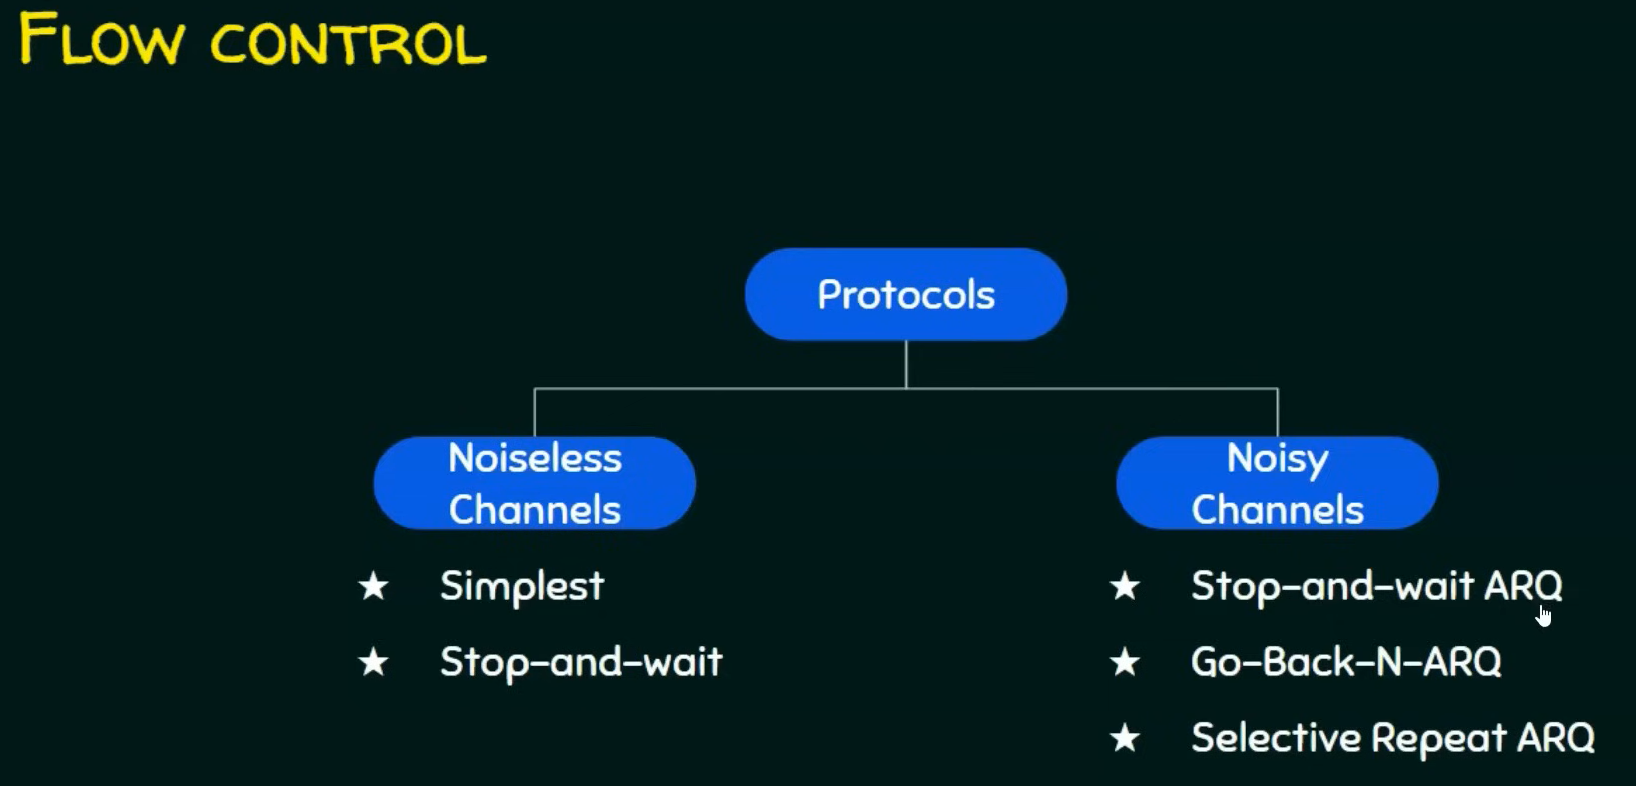 FLOW CONTROL
Protocols
Noiseless
Channels
★ Simplest
★ Stop-and-wait
Noisy
Channels
★ Stop-and-wait ARQ
★ Go-Back-N-ARQ
★ Selective Repeat ARQ